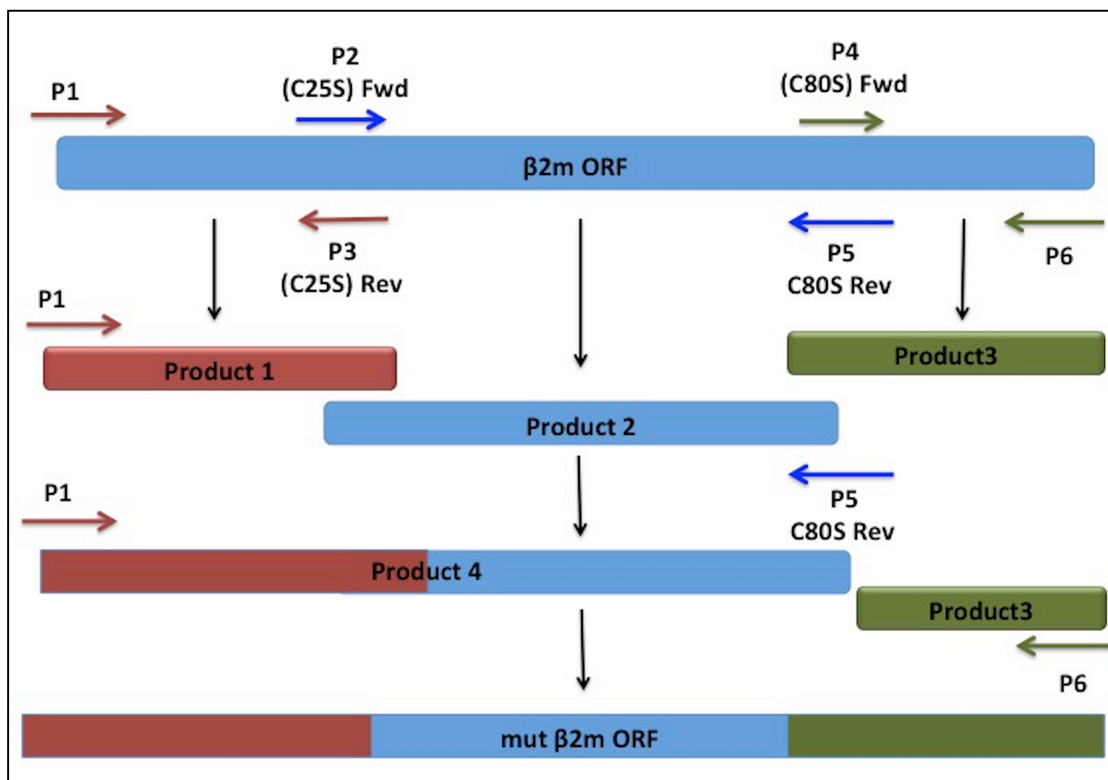 P1
P2
(C25S) Fwd
P4
(C80S) Fwd
β2m ORF
P3
(C25S) Rev
P5
C80S Rev
P6
P1
Product 1
Product3
Product 2
P1
P5
C80S Rev
Product 4
Product3
P6
mut β2m ORF